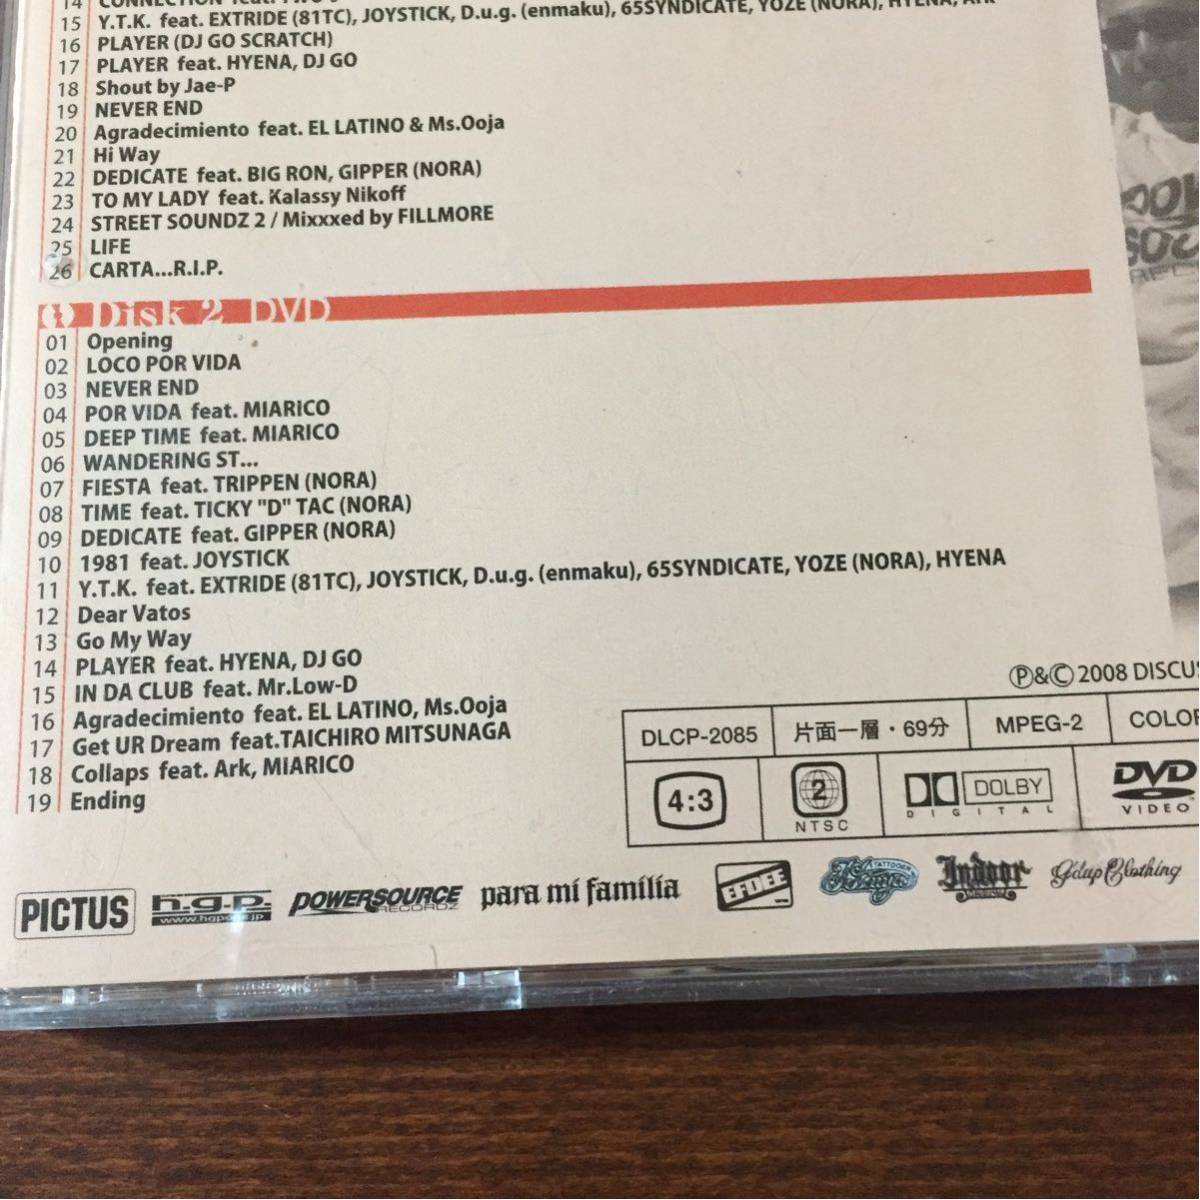 14 CONNECTION feat.
15 Y.T.K. feat. EXTRIDE (81TC), JOYSTICK, D.u.g. (enmaku), 65SYNDICATE, YOZE (NORA), HYENA, Ark
16 PLAYER (DJ GO SCRATCH)
17 PLAYER feat. HYENA, DJ GO
18 Shout by Jae-P
19 NEVER END
20 Agradecimiento feat. EL LATINO & Ms.Ooja
21 Hi Way
22 DEDICATE feat. BIG RON, GIPPER (NORA)
23 TO MY LADY feat. Kalassy Nikoff
24 STREET SOUNDZ 2 / Mixxxed by FILLMORE
25 LIFE
26 CARTA...R.I.P.
Disk 2 DVD
01 Opening
02 LOCO POR VIDA
03 NEVER END
04 POR VIDA feat. MIARICO
05 DEEP TIME feat. MIARICO
06 WANDERING ST...
07 FIESTA feat. TRIPPEN (NORA)
08 TIME feat. TICKY "D" TAC (NORA)
09 DEDICATE feat. GIPPER (NORA)
10 1981 feat. JOYSTICK
11 Y.T.K. feat. EXTRIDE (81TC), JOYSTICK, D.u.g. (enmaku), 65SYNDICATE, YOZE (NORA), HYENA
12 Dear Vatos
13 Go My Way
14 PLAYER feat. HYENA, DJ GO
15 IN DA CLUB feat. Mr.Low-D
16 Agradecimiento feat. EL LATINO, Ms.Ooja
17 Get UR Dream feat.TAICHIRO MITSUNAGA
18 Collaps feat. Ark, MIARICO
19 Ending
Ⓟ&Ⓒ 2008 DISCUS
DLCP-2085 片面一層・69分 MPEG-2 COLOR
4:3 2 NTSC DOLBY DIGITAL DVD VIDEO
PICTUS h.g.p. POWERSOURCE RECORDZ para mi familia EFDEE Indoor G'dup Clothing